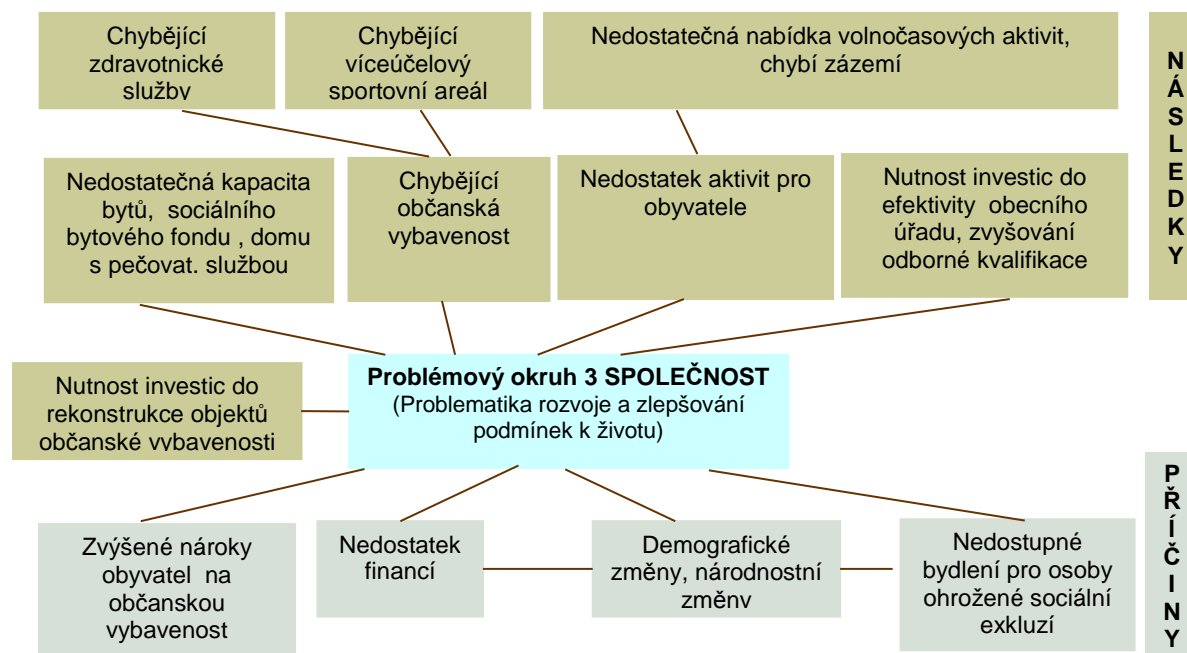 Chybějící
zdravotnické
služby
Chybějící
víceúčelový
sportovní areál
Nedostatečná nabídka volnočasových aktivit,
chybí zázemí
NÁSLEDKY
Nedostatečná kapacita
bytů, sociálního
bytového fondu , domu
s pečovat. službou
Chybějící
občanská
vybavenost
Nedostatek aktivit pro
obyvatele
Nutnost investic do
efektivity obecního
úřadu, zvyšování
odborné kvalifikace
Nutnost investic do
rekonstrukce objektů
občanské vybavenosti
Problémový okruh 3 SPOLEČNOST
(Problematika rozvoje a zlepšování
podmínek k životu)
PŘÍČINY
Zvýšené nároky
obyvatel na
občanskou
vybavenost
Nedostatek
financí
Demografické
změny, národnostní
změny
Nedostupné
bydlení pro osoby
ohrožené sociální
exkluzí